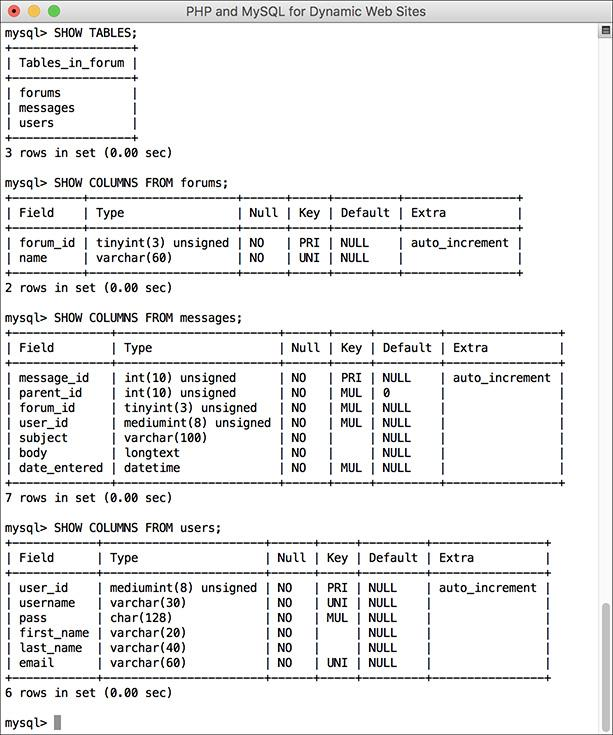 PHP and MySQL for Dynamic Web Sites
mysql> SHOW TABLES;
+-----------------+
| Tables_in_forum |
+-----------------+
| forums          |
| messages        |
| users           |
+-----------------+
3 rows in set (0.00 sec)
mysql> SHOW COLUMNS FROM forums;
+----------+---------------------+------+-----+---------+----------------+
| Field    | Type                | Null | Key | Default | Extra          |
+----------+---------------------+------+-----+---------+----------------+
| forum_id | tinyint(3) unsigned | NO   | PRI | NULL    | auto_increment |
| name     | varchar(60)         | NO   | UNI | NULL    |                |
+----------+---------------------+------+-----+---------+----------------+
2 rows in set (0.00 sec)
mysql> SHOW COLUMNS FROM messages;
+--------------+-----------------------+------+-----+---------+----------------+
| Field        | Type                  | Null | Key | Default | Extra          |
+--------------+-----------------------+------+-----+---------+----------------+
| message_id   | int(10) unsigned      | NO   | PRI | NULL    | auto_increment |
| parent_id    | int(10) unsigned      | NO   | MUL | 0       |                |
| forum_id     | tinyint(3) unsigned   | NO   | MUL | NULL    |                |
| user_id      | mediumint(8) unsigned | NO   | MUL | NULL    |                |
| subject      | varchar(100)          | NO   |     | NULL    |                |
| body         | longtext              | NO   |     | NULL    |                |
| date_entered | datetime              | NO   | MUL | NULL    |                |
+--------------+-----------------------+------+-----+---------+----------------+
7 rows in set (0.00 sec)
mysql> SHOW COLUMNS FROM users;
+------------+-----------------------+------+-----+---------+----------------+
| Field      | Type                  | Null | Key | Default | Extra          |
+------------+-----------------------+------+-----+---------+----------------+
| user_id    | mediumint(8) unsigned | NO   | PRI | NULL    | auto_increment |
| username   | varchar(30)           | NO   | UNI | NULL    |                |
| pass       | char(128)             | NO   | MUL | NULL    |                |
| first_name | varchar(20)           | NO   |     | NULL    |                |
| last_name  | varchar(40)           | NO   |     | NULL    |                |
| email      | varchar(60)           | NO   | UNI | NULL    |                |
+------------+-----------------------+------+-----+---------+----------------+
6 rows in set (0.00 sec)
mysql>